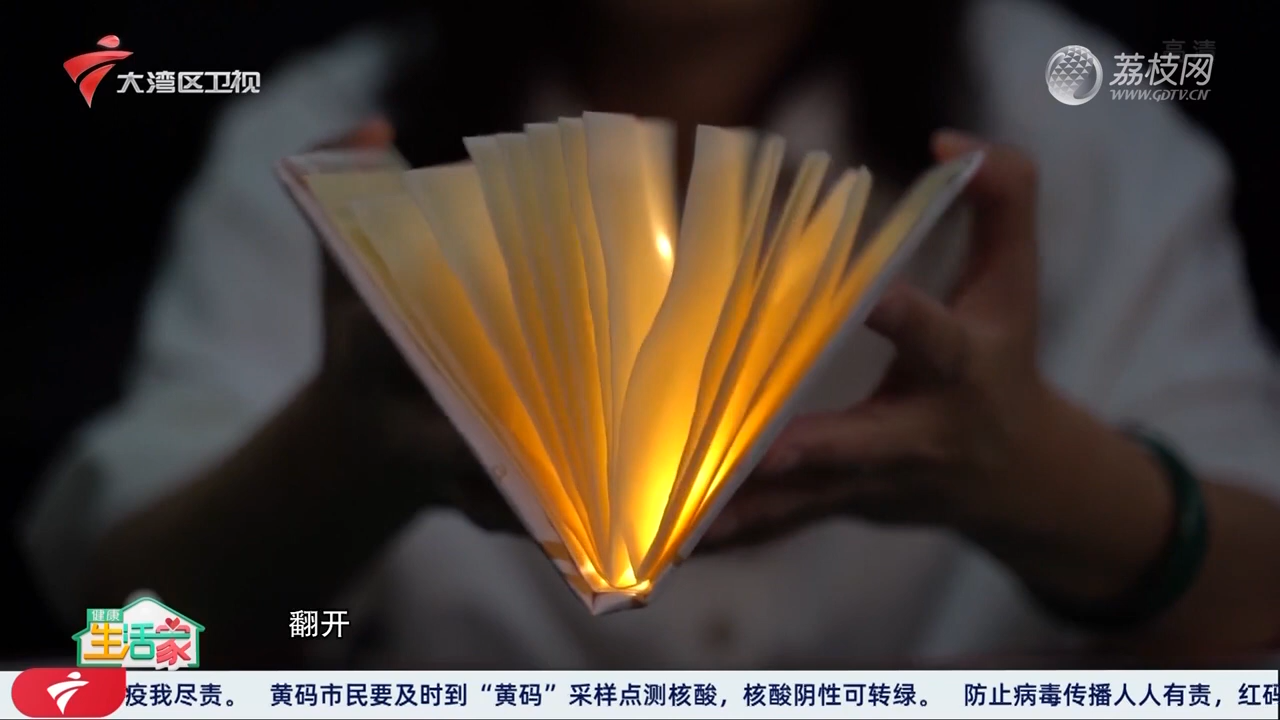 大湾区卫视
高清
荔枝网
WWW.GDTV.CN
翻开
健康
生活家
疫我尽责。 黄码市民要及时到“黄码”采样点测核酸，核酸阴性可转绿。 防止病毒传播人人有责，红码